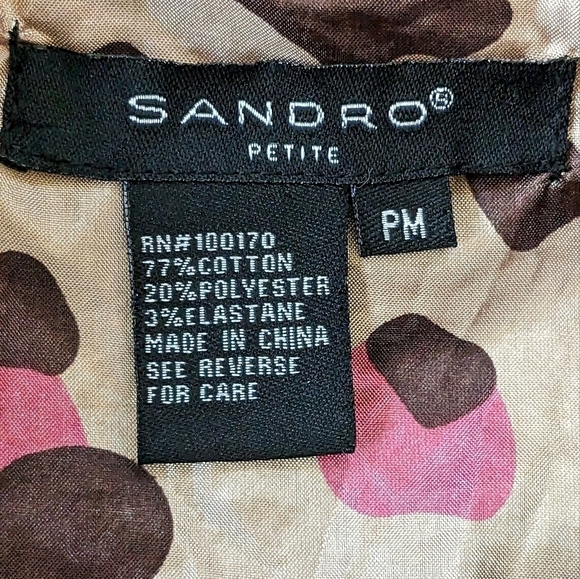 SANDRO®
PETITE
PM
RN#100170
77%COTTON
20%POLYESTER
3%ELASTANE
MADE IN CHINA
SEE REVERSE
FOR CARE